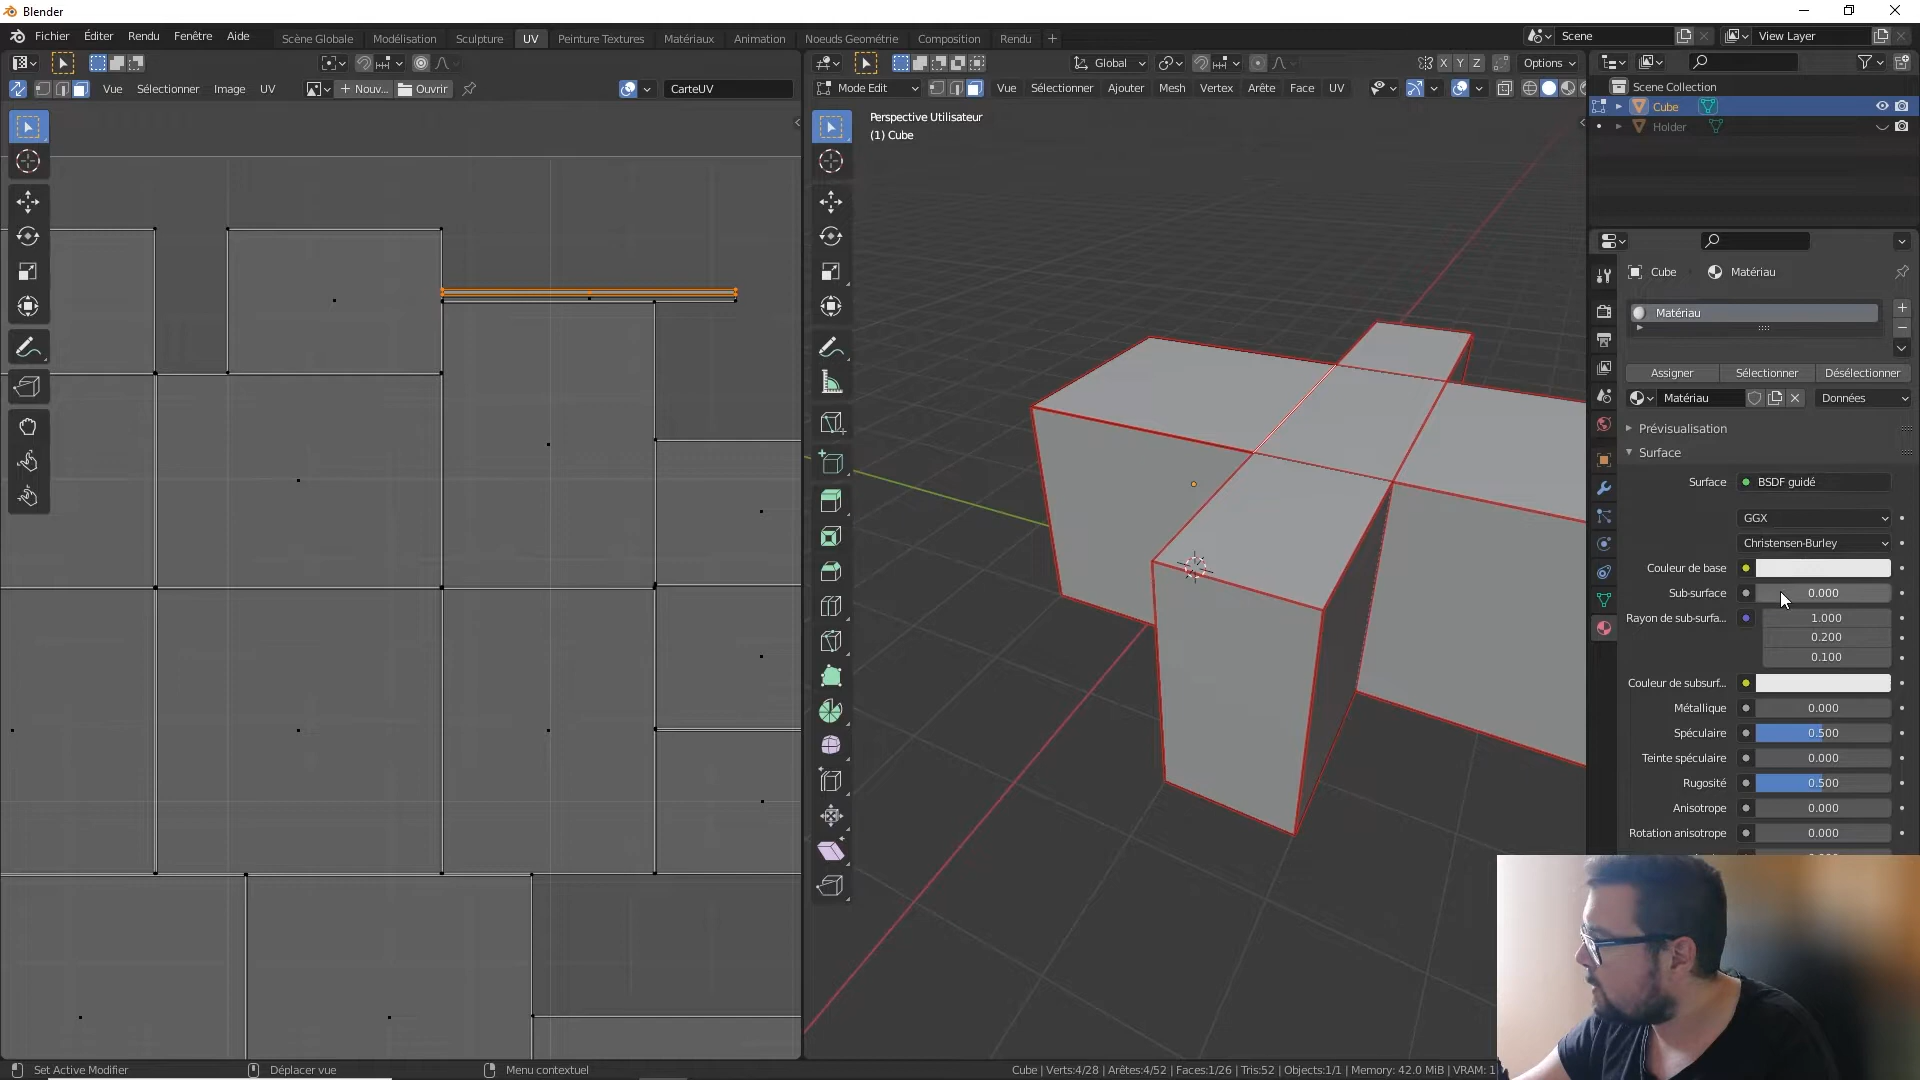 Blender
Fichier Éditer Rendu Fenêtre Aide Scène Globale Modélisation Sculpture UV Peinture Textures Matériaux Animation Noeuds Géométrie Composition Rendu + Scene View Layer
Global X Y Z Options
Vue Sélectionner Image UV + Nouv... Ouvrir CarteUV
Mode Edit Vue Sélectionner Ajouter Mesh Vertex Arête Face UV
Scene Collection
Cube
Holder
Perspective Utilisateur
(1) Cube
Cube Matériau
Matériau
Assigner Sélectionner Désélectionner
Matériau Données
Prévisualisation
Surface
Surface BSDF guidé
GGX
Christensen-Burley
Couleur de base
Sub-surface 0.000
Rayon de sub-surfa... 1.000
0.200
0.100
Couleur de subsurf...
Métallique 0.000
Spéculaire 0.500
Teinte spéculaire 0.000
Rugosité 0.500
Anisotrope 0.000
Rotation anisotrope 0.000
Set Active Modifier Déplacer vue Menu contextuel Cube | Verts:4/28 | Arêtes:4/52 | Faces:1/26 | Tris:52 | Objects:1/1 | Memory: 42.0 MiB | VRAM: 1